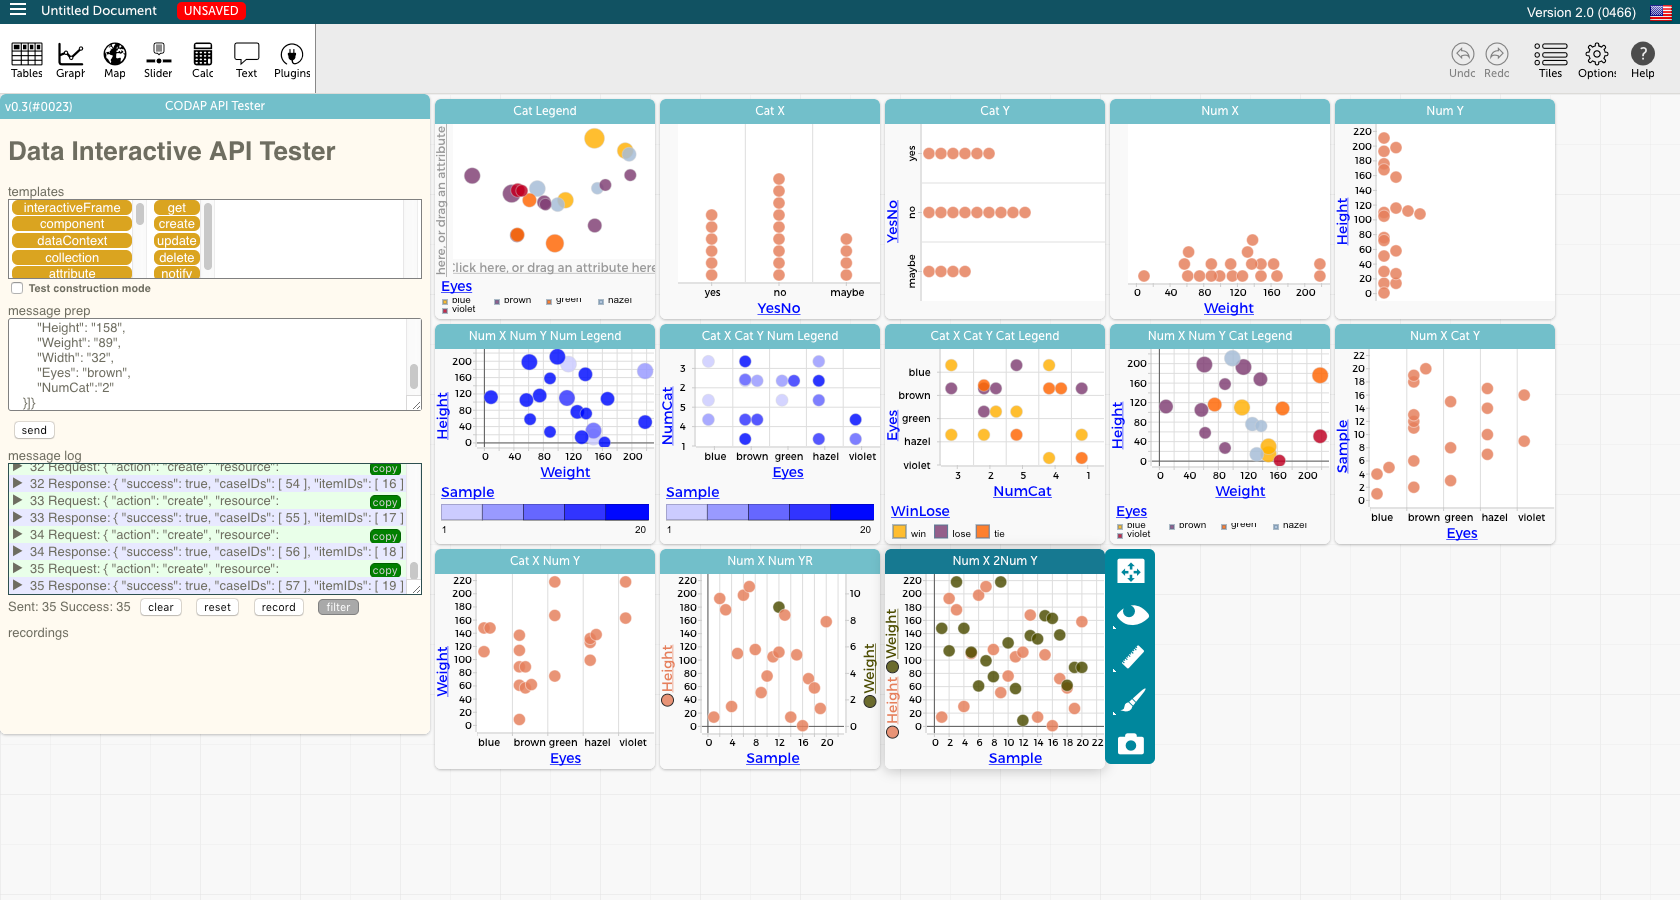 Untitled Document UNSAVED Version 2.0 (0466)
Tables Graph Map Slider Calc Text Plugins Undc Redc Tiles Option: Help
v0.3(#0023) CODAP API Tester
Data Interactive API Tester
templates
interactiveFrame get
component create
dataContext update
collection delete
attribute notify
Test construction mode
message prep
"Height": "158",
"Weight": "89",
"Width": "32",
"Eyes": "brown",
"NumCat":"2"
}]}
send
message log
32 Request: { "action": "create", "resource": copy
32 Response: { "success": true, "caseIDs": [ 54 ], "itemIDs": [ 16 ]
33 Request: { "action": "create", "resource": copy
33 Response: { "success": true, "caseIDs": [ 55 ], "itemIDs": [ 17 ]
34 Request: { "action": "create", "resource": copy
34 Response: { "success": true, "caseIDs": [ 56 ], "itemIDs": [ 18 ]
35 Request: { "action": "create", "resource": copy
35 Response: { "success": true, "caseIDs": [ 57 ], "itemIDs": [ 19 ]
Sent: 35 Success: 35 clear reset record filter
recordings
Cat Legend
here, or drag an attribute
Click here, or drag an attribute here
Eyes
blue brown green hazel
violet
Cat X
yes no maybe
YesNo
Cat Y
YesNo
yes
no
maybe
Num X
0 40 80 120 160 200
Weight
Num Y
Height
220
200
180
160
140
120
100
80
60
40
20
0
Num X Num Y Num Legend
Height
200
160
120
80
40
0
0 40 80 120 160 200
Weight
Sample
1 20
Cat X Cat Y Num Legend
NumCat
3
2
5
4
1
blue brown green hazel violet
Eyes
Sample
1 20
Cat X Cat Y Cat Legend
Eyes
blue
brown
green
hazel
violet
3 2 5 4 1
NumCat
WinLose
win lose tie
Num X Num Y Cat Legend
Height
200
160
120
80
40
0
0 40 80 120 160 200
Weight
Eyes
blue brown green hazel
violet
Num X Cat Y
Sample
22
20
18
16
14
12
10
8
6
4
2
0
blue brown green hazel violet
Eyes
Cat X Num Y
Weight
220
200
180
160
140
120
100
80
60
40
20
0
blue brown green hazel violet
Eyes
Num X Num YR
Height
220
200
180
160
140
120
100
80
60
40
20
0
10
8
6
4
2
0
Weight
0 4 8 12 16 20
Sample
Num X 2Num Y
Height Weight
220
200
180
160
140
120
100
80
60
40
20
0
0 2 4 6 8 10 12 14 16 18 20 22
Sample